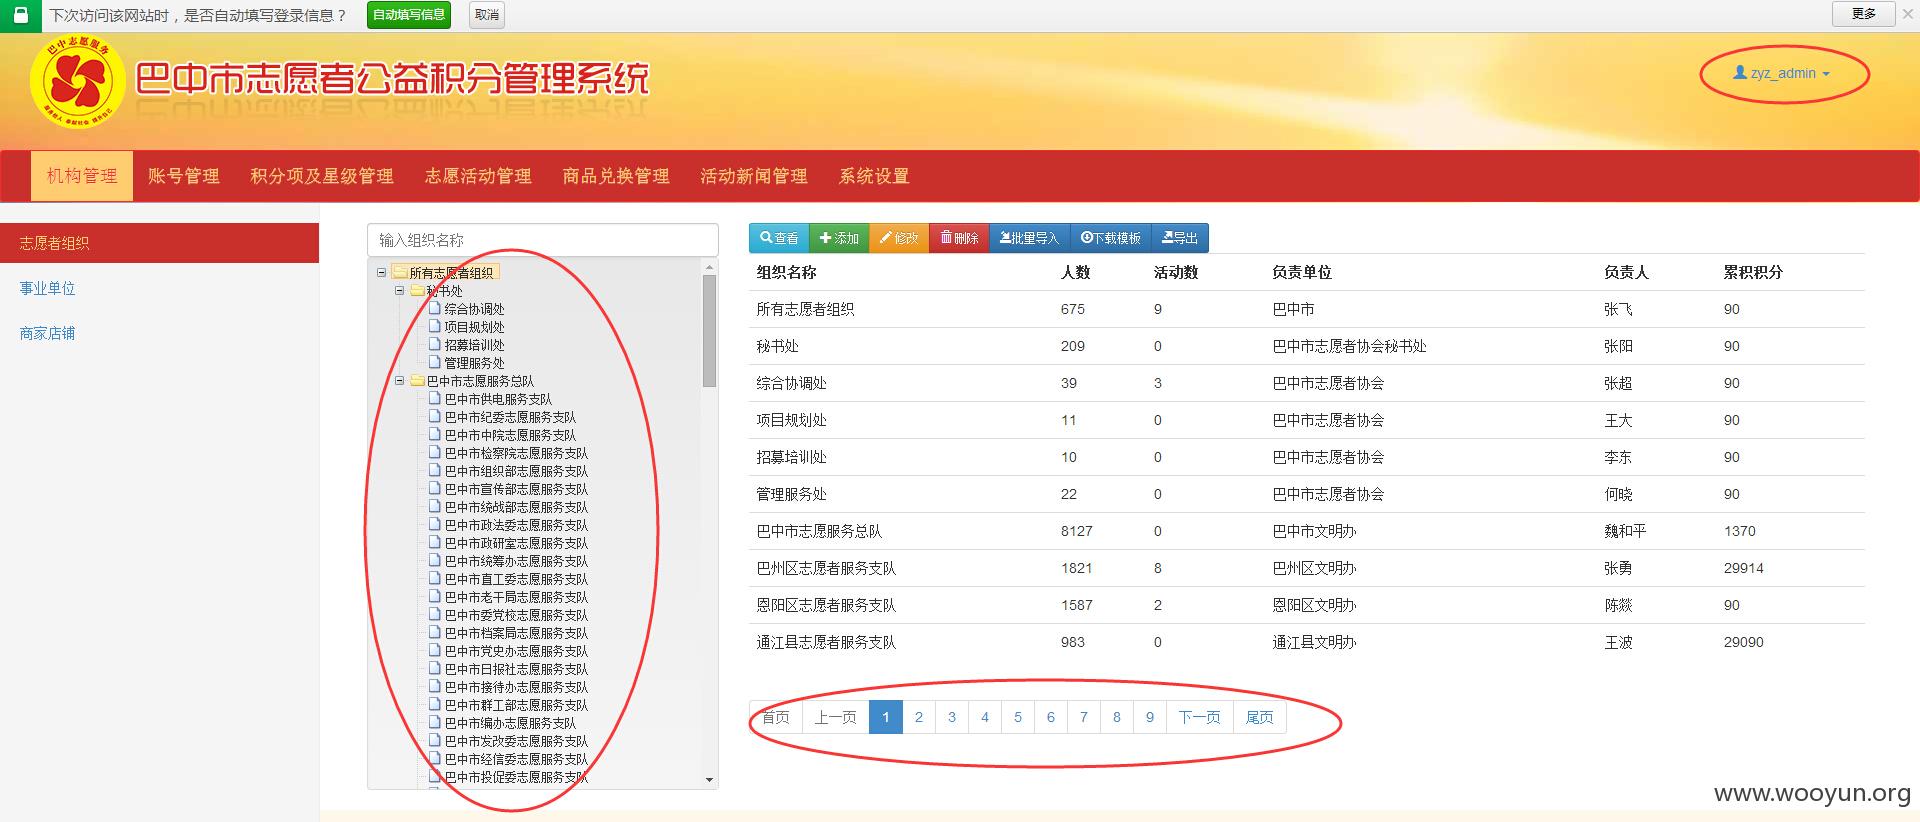 下次访问该网站时，是否自动填写登录信息？ 自动填写信息 取消 更多
巴中市志愿者公益积分管理系统
巴中志愿服务
zyz_admin
机构管理 账号管理 积分项及星级管理 志愿活动管理 商品兑换管理 活动新闻管理 系统设置
志愿者组织
事业单位
商家店铺
输入组织名称
所有志愿者组织
秘书处
综合协调处
项目规划处
招募培训处
管理服务处
巴中市志愿服务总队
巴中市供电服务支队
巴中市纪委志愿服务支队
巴中市中院志愿服务支队
巴中市检察院志愿服务支队
巴中市组织部志愿服务支队
巴中市宣传部志愿服务支队
巴中市统战部志愿服务支队
巴中市政法委志愿服务支队
巴中市政研室志愿服务支队
巴中市统筹办志愿服务支队
巴中市直工委志愿服务支队
巴中市老干局志愿服务支队
巴中市委党校志愿服务支队
巴中市档案局志愿服务支队
巴中市党史办志愿服务支队
巴中市日报社志愿服务支队
巴中市接待办志愿服务支队
巴中市群工部志愿服务支队
巴中市编办志愿服务支队
巴中市发改委志愿服务支队
巴中市经信委志愿服务支队
巴中市投促委志愿服务支队
查看 添加 修改 删除 批量导入 下载模板 导出
组织名称 人数 活动数 负责单位 负责人 累积积分
所有志愿者组织 675 9 巴中市 张飞 90
秘书处 209 0 巴中市志愿者协会秘书处 张阳 90
综合协调处 39 3 巴中市志愿者协会 张超 90
项目规划处 11 0 巴中市志愿者协会 王大 90
招募培训处 10 0 巴中市志愿者协会 李东 90
管理服务处 22 0 巴中市志愿者协会 何晓 90
巴中市志愿服务总队 8127 0 巴中市文明办 魏和平 1370
巴州区志愿者服务支队 1821 8 巴州区文明办 张勇 29914
恩阳区志愿者服务支队 1587 2 恩阳区文明办 陈燚 90
通江县志愿者服务支队 983 0 通江县文明办 王波 29090
首页 上一页 1 2 3 4 5 6 7 8 9 下一页 尾页
www.wooyun.org